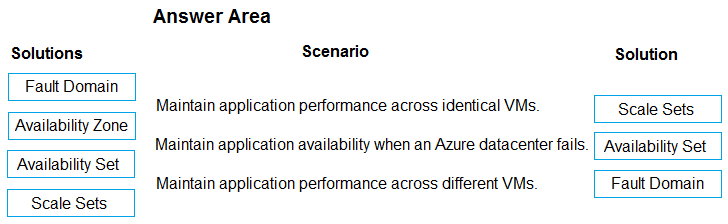 Answer Area
Solutions
Scenario
Solution
Fault Domain
Availability Zone
Availability Set
Scale Sets
Maintain application performance across identical VMs.
Scale Sets
Maintain application availability when an Azure datacenter fails.
Availability Set
Maintain application performance across different VMs.
Fault Domain